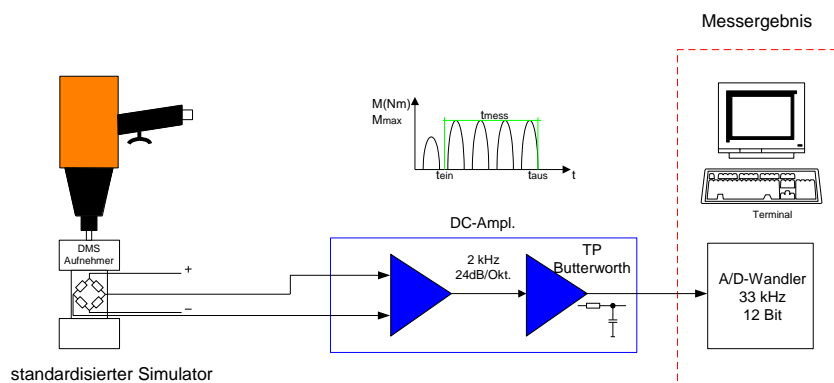 Messergebnis
M(Nm)
Mmax
tmess
tein
taus
t
Terminal
DC-Ampl.
DMS
Aufnehmer
+
−
2 kHz
24dB/Okt.
TP
Butterworth
A/D-Wandler
33 kHz
12 Bit
standardisierter Simulator